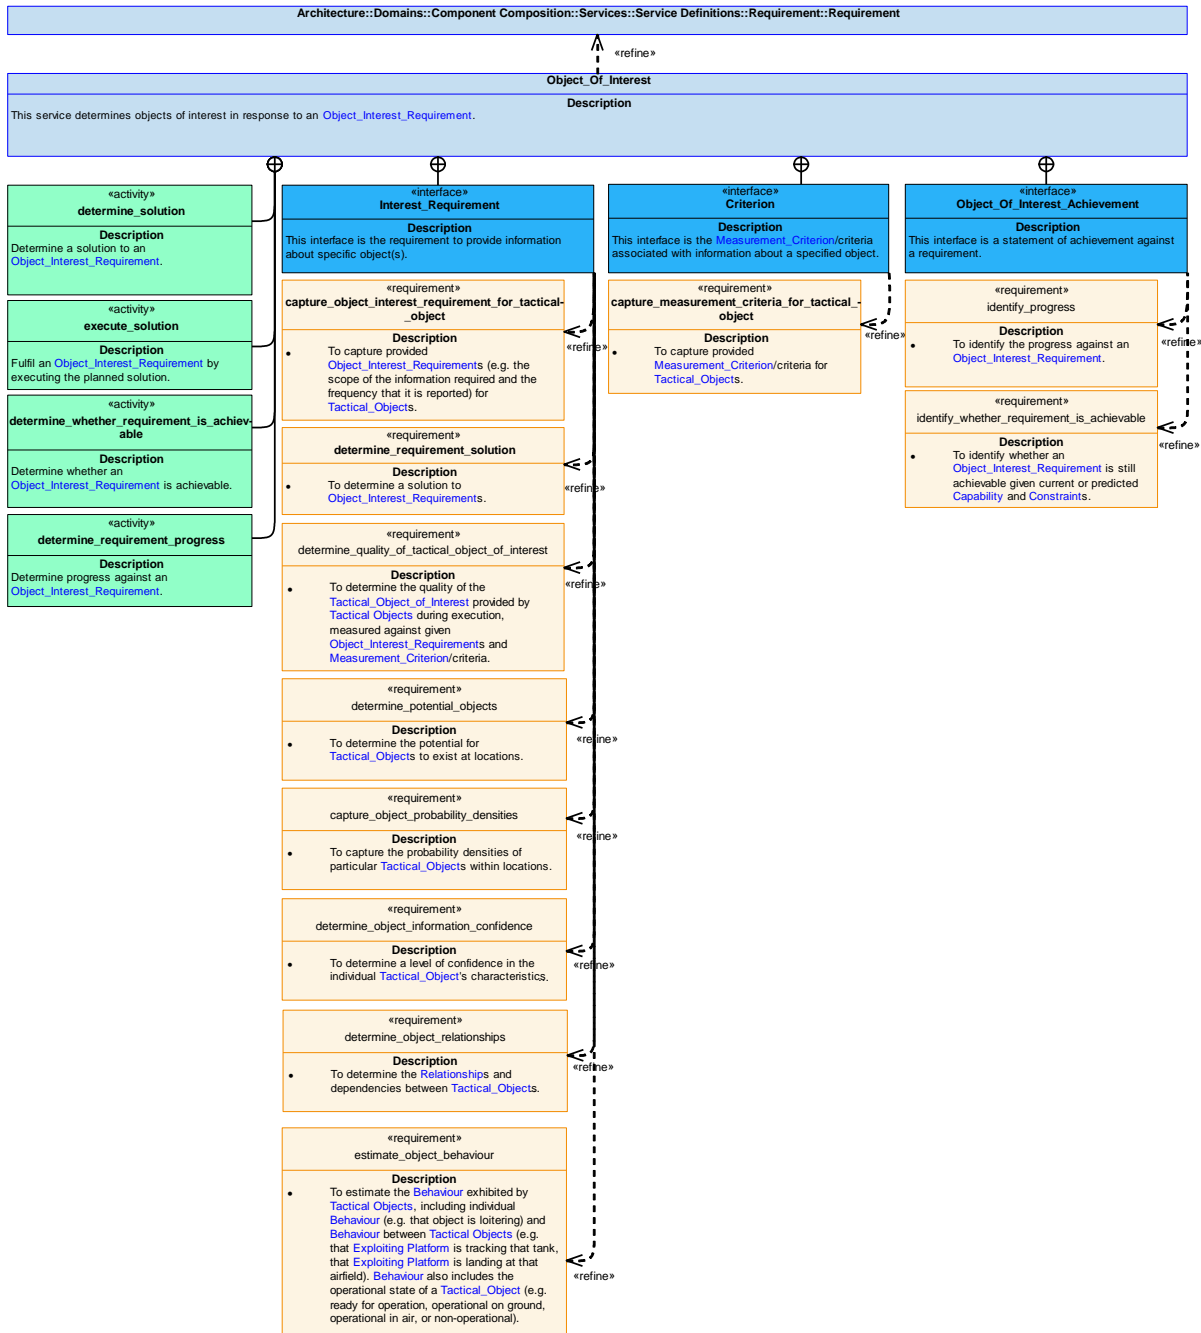 Architecture::Domains::Component Composition::Services::Service Definitions::Requirement::Requirement
«refine»
Object_Of_Interest
Description
This service determines objects of interest in response to an Object_Interest_Requirement.
«activity»
determine_solution
Description
Determine a solution to an
Object_Interest_Requirement.
«activity»
execute_solution
Description
Fulfil an Object_Interest_Requirement by
executing the planned solution.
«activity»
determine_whether_requirement_is_achiev-
able
Description
Determine whether an
Object_Interest_Requirement is achievable.
«activity»
determine_requirement_progress
Description
Determine progress against an
Object_Interest_Requirement.
«interface»
Interest_Requirement
Description
This interface is the requirement to provide information
about specific object(s).
«requirement»
capture_object_interest_requirement_for_tactical-
_object
Description
• To capture provided
Object_Interest_Requirements (e.g. the
scope of the information required and the
frequency that it is reported) for
Tactical_Objects.
«refine»
«requirement»
determine_requirement_solution
Description
• To determine a solution to
Object_Interest_Requirements.
«refine»
«requirement»
determine_quality_of_tactical_object_of_interest
Description
• To determine the quality of the
Tactical_Object_of_Interest provided by
Tactical Objects during execution,
measured against given
Object_Interest_Requirements and
Measurement_Criterion/criteria.
«refine»
«requirement»
determine_potential_objects
Description
• To determine the potential for
Tactical_Objects to exist at locations.
«refine»
«requirement»
capture_object_probability_densities
Description
• To capture the probability densities of
particular Tactical_Objects within locations.
«refine»
«requirement»
determine_object_information_confidence
Description
• To determine a level of confidence in the
individual Tactical_Object's characteristics.
«refine»
«requirement»
determine_object_relationships
Description
• To determine the Relationships and
dependencies between Tactical_Objects.
«refine»
«requirement»
estimate_object_behaviour
Description
• To estimate the Behaviour exhibited by
Tactical Objects, including individual
Behaviour (e.g. that object is loitering) and
Behaviour between Tactical Objects (e.g.
that Exploiting Platform is tracking that tank,
that Exploiting Platform is landing at that
airfield). Behaviour also includes the
operational state of a Tactical_Object (e.g.
ready for operation, operational on ground,
operational in air, or non-operational).
«refine»
«interface»
Criterion
Description
This interface is the Measurement_Criterion/criteria
associated with information about a specified object.
«requirement»
capture_measurement_criteria_for_tactical_-
object
Description
• To capture provided
Measurement_Criterion/criteria for
Tactical_Objects.
«refine»
«interface»
Object_Of_Interest_Achievement
Description
This interface is a statement of achievement against
a requirement.
«requirement»
identify_progress
Description
• To identify the progress against an
Object_Interest_Requirement.
«refine»
«requirement»
identify_whether_requirement_is_achievable
Description
• To identify whether an
Object_Interest_Requirement is still
achievable given current or predicted
Capability and Constraints.
«refine»